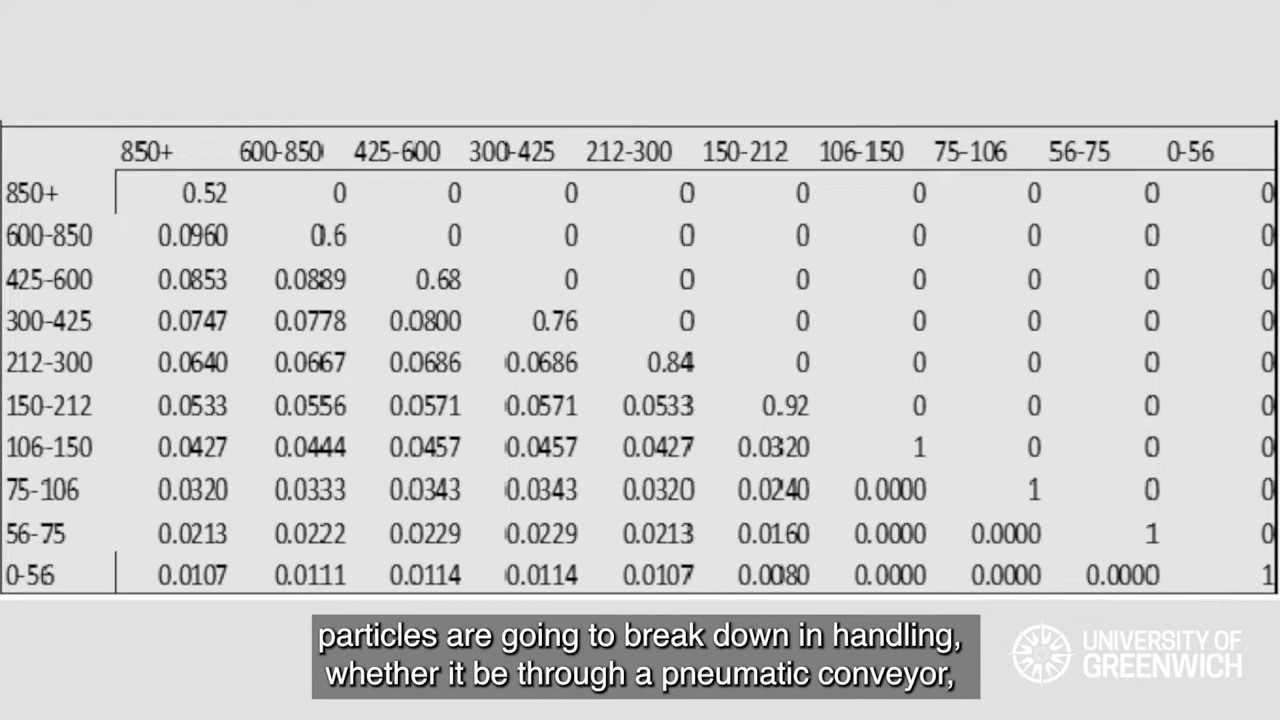 850+ 600-850 425-600 300-425 212-300 150-212 106-150 75-106 56-75 0-56
850+ 0.52 0 0 0 0 0 0 0 0 0
600-850 0.0960 0.6 0 0 0 0 0 0 0 0
425-600 0.0853 0.0889 0.68 0 0 0 0 0 0 0
300-425 0.0747 0.0778 0.0800 0.76 0 0 0 0 0 0
212-300 0.0640 0.0667 0.0686 0.0686 0.84 0 0 0 0 0
150-212 0.0533 0.0556 0.0571 0.0571 0.0533 0.92 0 0 0 0
106-150 0.0427 0.0444 0.0457 0.0457 0.0427 0.0320 1 0 0 0
75-106 0.0320 0.0333 0.0343 0.0343 0.0320 0.0240 0.0000 1 0 0
56-75 0.0213 0.0222 0.0229 0.0229 0.0213 0.0160 0.0000 0.0000 1 0
0-56 0.0107 0.0111 0.0114 0.0114 0.0107 0.0080 0.0000 0.0000 0.0000 1
particles are going to break down in handling,
whether it be through a pneumatic conveyor,
UNIVERSITY OF
GREENWICH